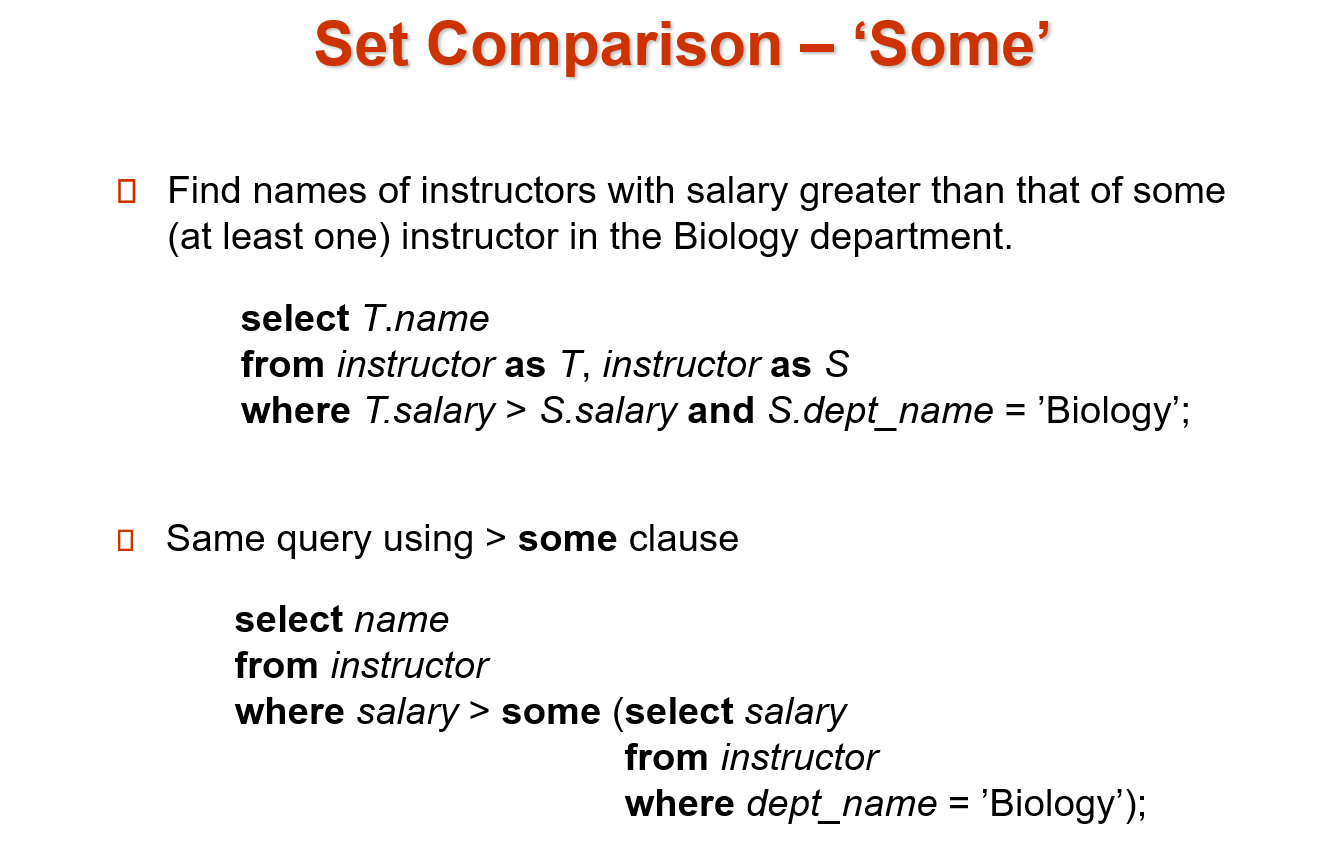 Set Comparison – ‘Some’
Find names of instructors with salary greater than that of some
(at least one) instructor in the Biology department.
select T.name
from instructor as T, instructor as S
where T.salary > S.salary and S.dept_name = ’Biology’;
Same query using > some clause
select name
from instructor
where salary > some (select salary
from instructor
where dept_name = ’Biology’);